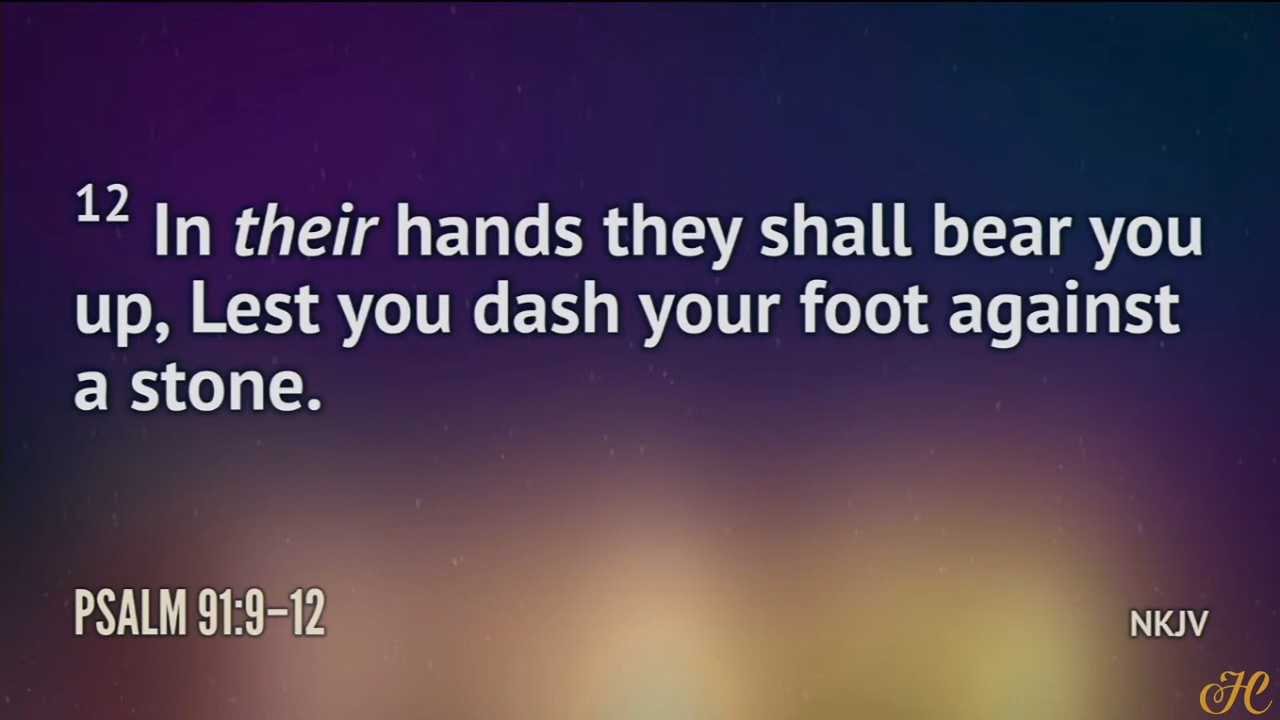 12 In their hands they shall bear you
up, Lest you dash your foot against
a stone.
PSALM 91:9–12
NKJV
H